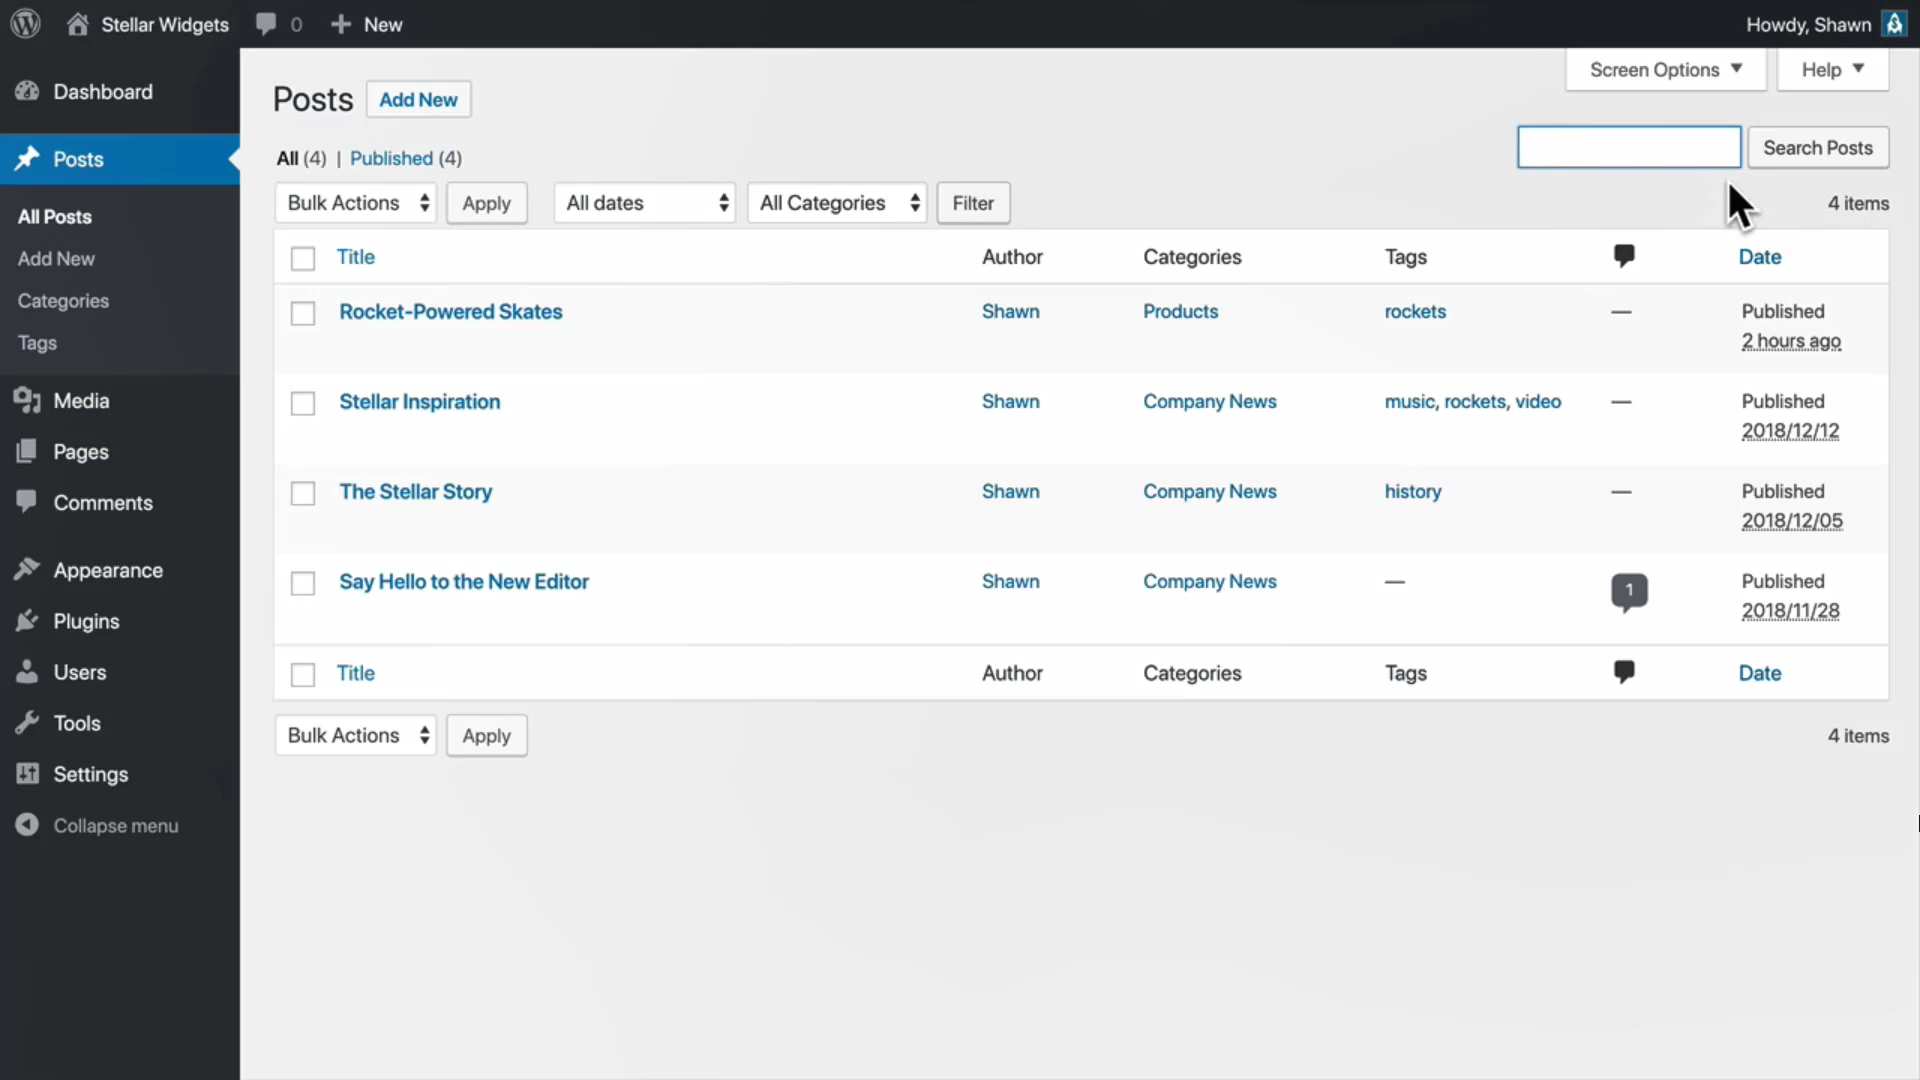 Stellar Widgets 0 New Howdy, Shawn
Dashboard
Posts
All Posts
Add New
Categories
Tags
Media
Pages
Comments
Appearance
Plugins
Users
Tools
Settings
Collapse menu
Screen Options Help
Posts Add New
All (4) | Published (4) Search Posts
Bulk Actions Apply All dates All Categories Filter 4 items
Title Author Categories Tags Date
Rocket-Powered Skates Shawn Products rockets — Published
2 hours ago
Stellar Inspiration Shawn Company News music, rockets, video — Published
2018/12/12
The Stellar Story Shawn Company News history — Published
2018/12/05
Say Hello to the New Editor Shawn Company News — 1 Published
2018/11/28
Title Author Categories Tags Date
Bulk Actions Apply 4 items